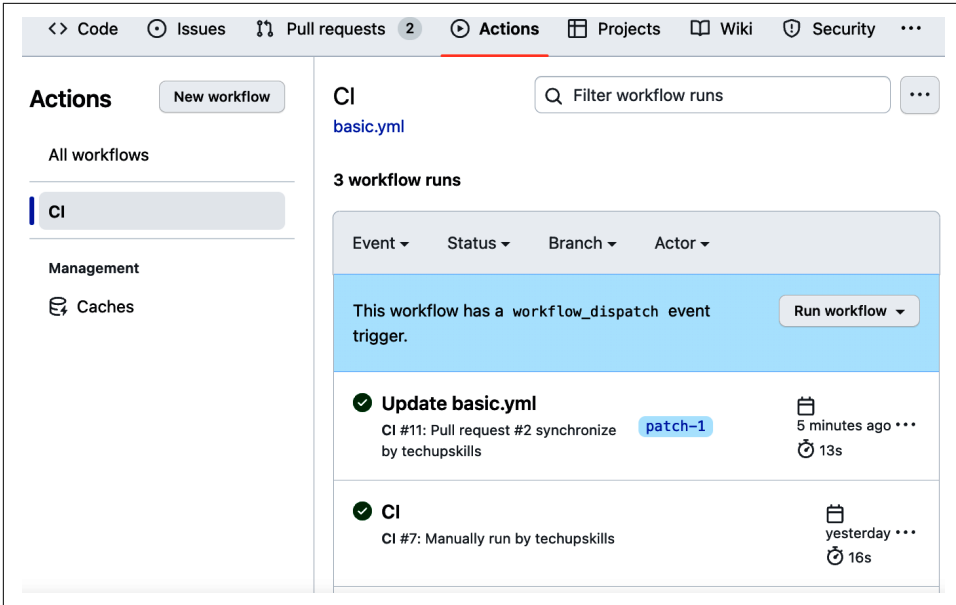 Code Issues Pull requests 2 Actions Projects Wiki Security ...
Actions
New workflow
All workflows
CI
Management
Caches
CI
basic.yml
Filter workflow runs
...
3 workflow runs
Event Status Branch Actor
This workflow has a workflow_dispatch event
trigger.
Run workflow
Update basic.yml
CI #11: Pull request #2 synchronize
by techupskills
patch-1
5 minutes ago ...
13s
CI
CI #7: Manually run by techupskills
yesterday ...
16s